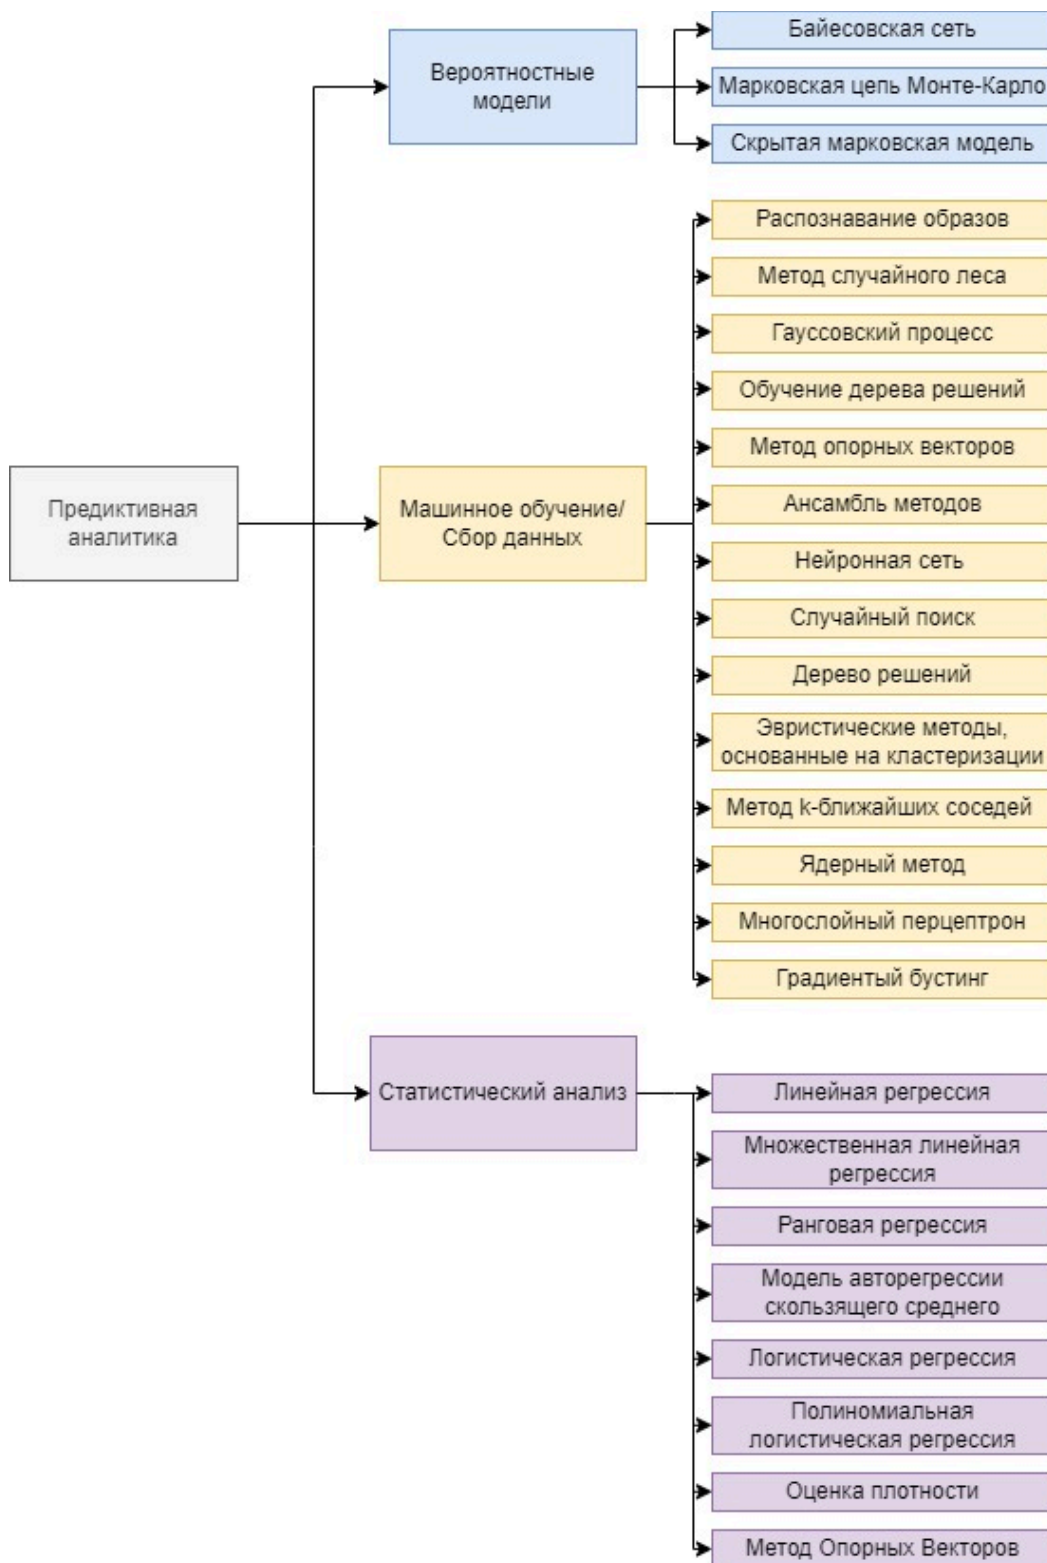 Байесовская сеть
Вероятностные
модели
Марковская цепь Монте-Карло
Скрытая марковская модель
Распознавание образов
Метод случайного леса
Гауссовский процесс
Обучение дерева решений
Метод опорных векторов
Предиктивная
аналитика
Машинное обучение/
Сбор данных
Ансамбль методов
Нейронная сеть
Случайный поиск
Дерево решений
Эвристические методы,
основанные на кластеризации
Метод k-ближайших соседей
Ядерный метод
Многослойный перцептрон
Градиентый бустинг
Статистический анализ
Линейная регрессия
Множественная линейная
регрессия
Ранговая регрессия
Модель авторегрессии
скользящего среднего
Логистическая регрессия
Полиномиальная
логистическая регрессия
Оценка плотности
Метод Опорных Векторов